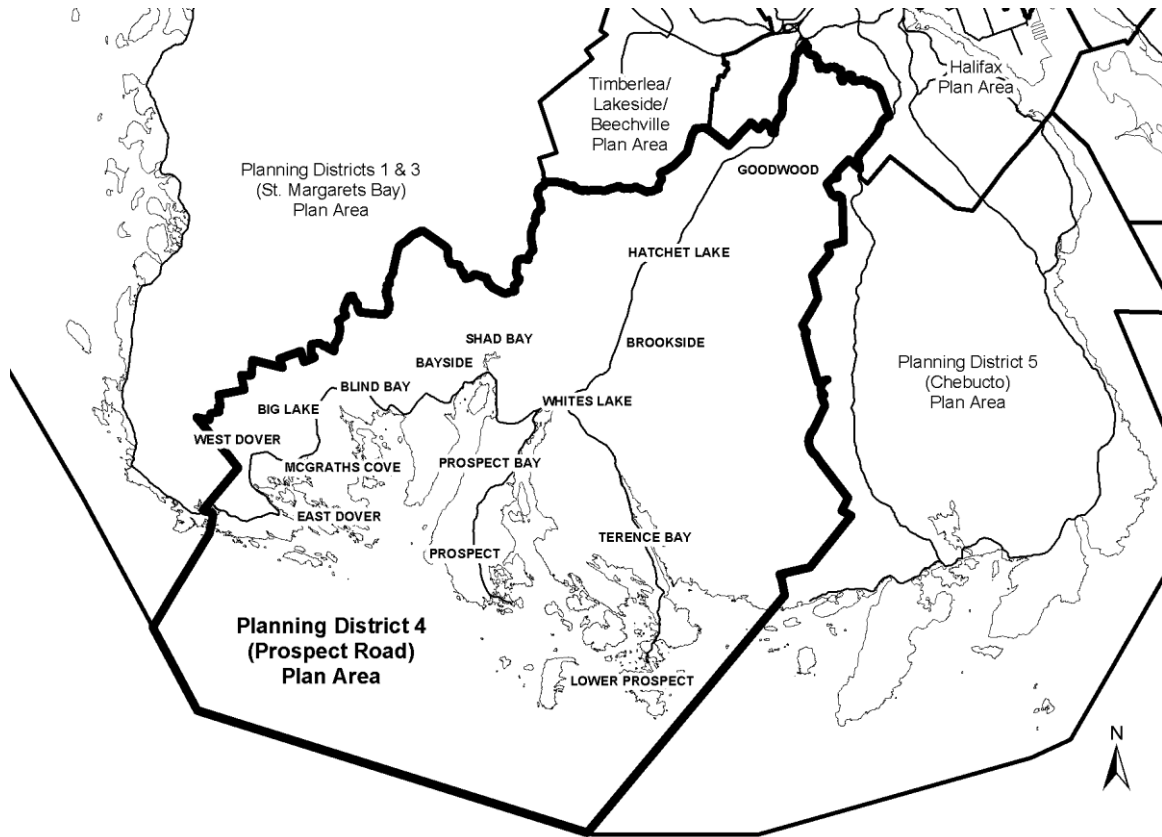 Halifax
Plan Area
Timberlea/
Lakeside/
Beechville
Plan Area
Planning Districts 1 & 3
(St. Margarets Bay)
Plan Area
GOODWOOD
HATCHET LAKE
SHAD BAY
BROOKSIDE
BAYSIDE
Planning District 5
(Chebucto)
Plan Area
BLIND BAY
WHITES LAKE
BIG LAKE
WEST DOVER
PROSPECT BAY
MCGRATHS COVE
EAST DOVER
TERENCE BAY
PROSPECT
Planning District 4
(Prospect Road)
Plan Area
LOWER PROSPECT
N